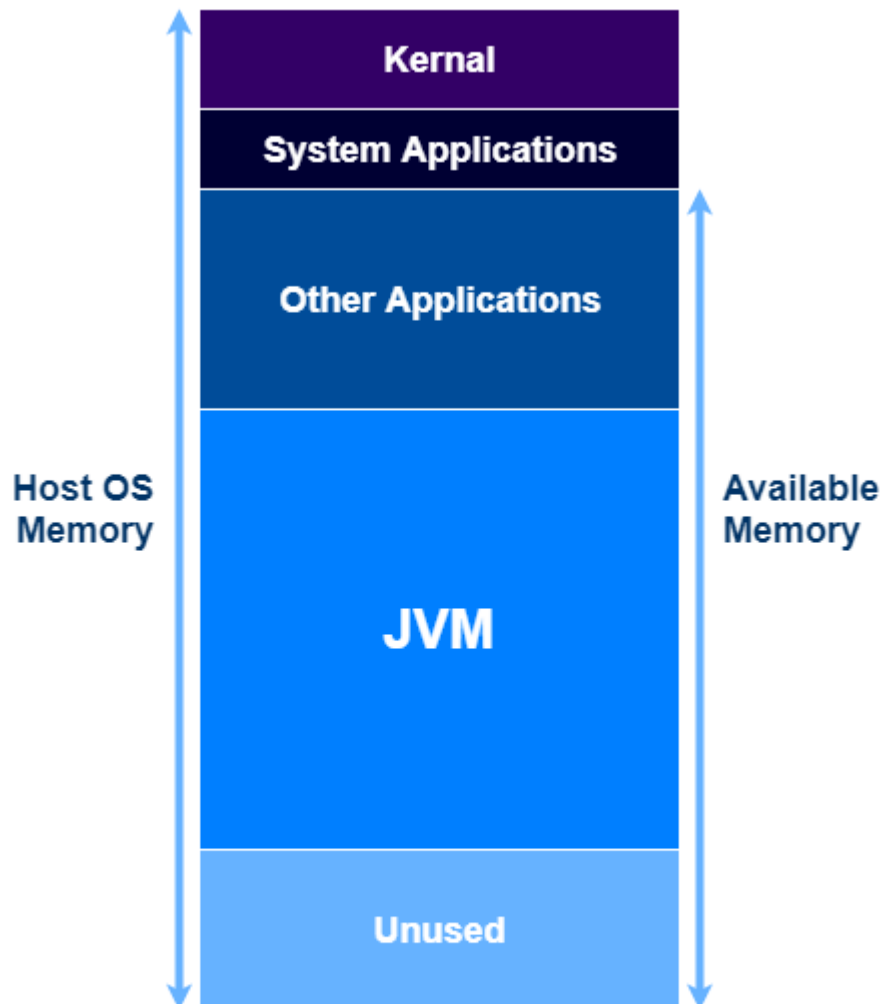 Kernal
System Applications
Other Applications
Host OS
Memory
Available
Memory
JVM
Unused